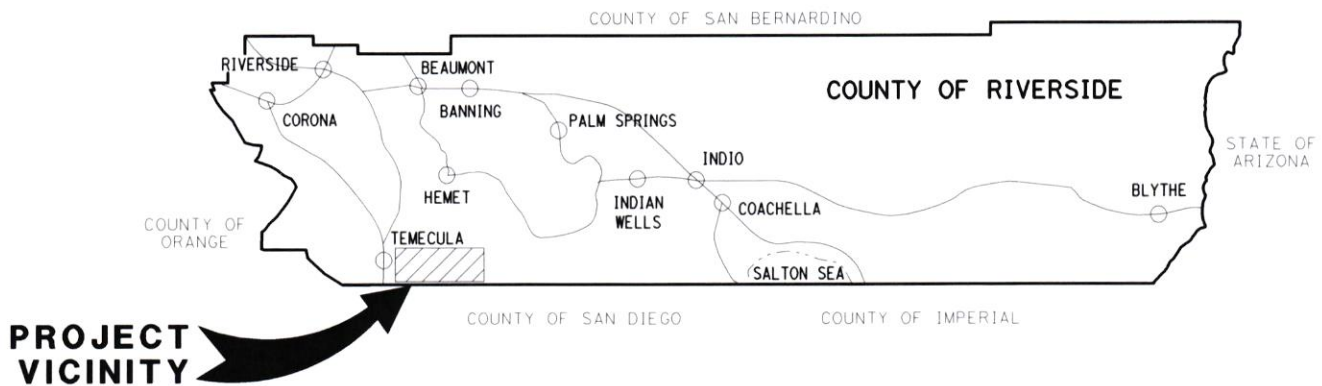 COUNTY OF SAN BERNARDINO
RIVERSIDE
BEAUMONT
COUNTY OF RIVERSIDE
BANNING
CORONA
PALM SPRINGS
STATE OF
ARIZONA
INDIO
HEMET
INDIAN
WELLS
COACHELLA
BLYTHE
COUNTY OF
ORANGE
TEMECULA
SALTON SEA
COUNTY OF SAN DIEGO
COUNTY OF IMPERIAL
PROJECT
VICINITY